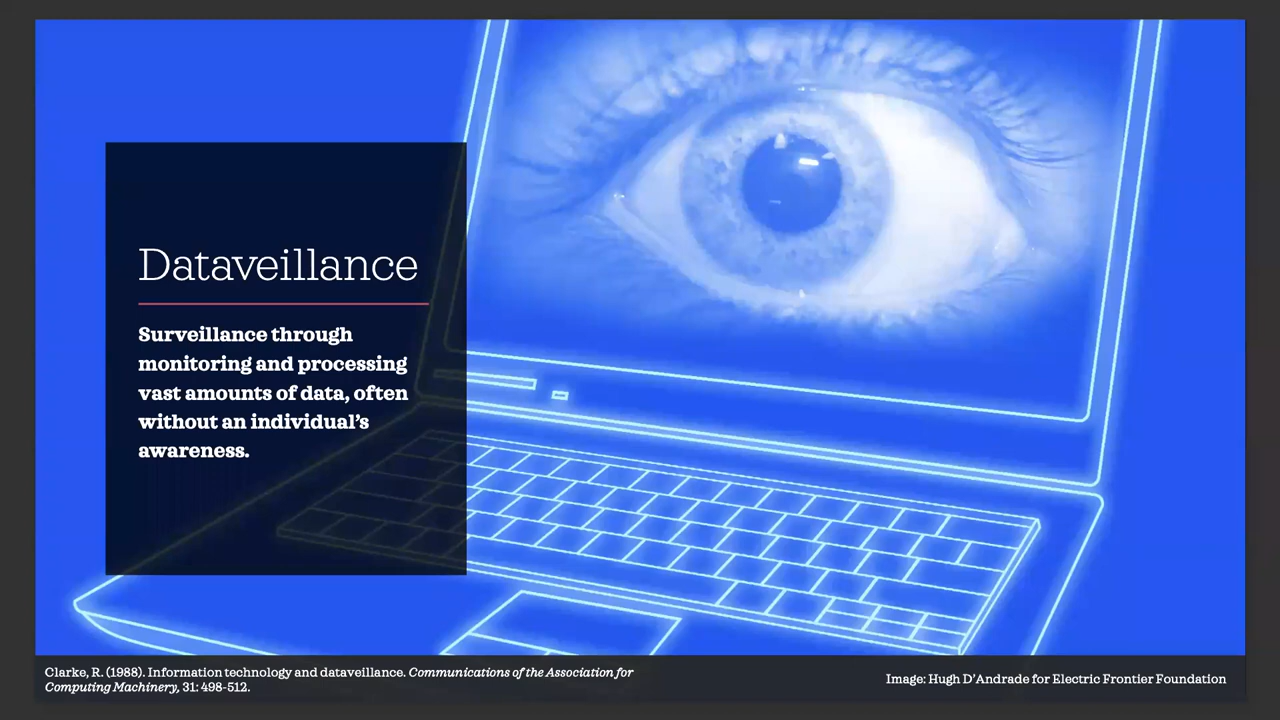 Dataveillance
Surveillance through
monitoring and processing
vast amounts of data, often
without an individual’s
awareness.
Clarke, R. (1988). Information technology and dataveillance. Communications of the Association for
Computing Machinery, 31: 498-512.
Image: Hugh D’Andrade for Electric Frontier Foundation